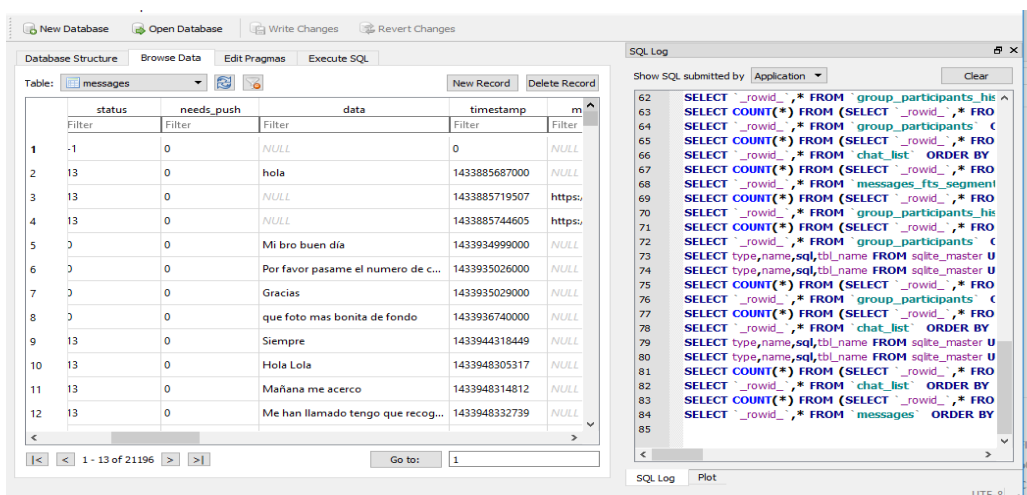 New Database Open Database Write Changes Revert Changes
Database Structure Browse Data Edit Pragmas Execute SQL
Table: messages New Record Delete Record
status needs_push data timestamp m
Filter Filter Filter Filter Filter
1 -1 0 NULL 0 NULL
2 13 0 hola 1433885687000 NULL
3 13 0 NULL 1433885719507 https:/
4 13 0 NULL 1433885744605 https:/
5 0 0 Mi bro buen día 1433934999000 NULL
6 0 0 Por favor pasame el numero de c... 1433935026000 NULL
7 0 0 Gracias 1433935029000 NULL
8 0 0 que foto mas bonita de fondo 1433936740000 NULL
9 13 0 Siempre 1433944318449 NULL
10 13 0 Hola Lola 1433948305317 NULL
11 13 0 Mañana me acerco 1433948314812 NULL
12 13 0 Me han llamado tengo que recog... 1433948332739 NULL
< >
|< < 1 - 13 of 21196 > >| Go to: 1
SQL Log
Show SQL submitted by Application Clear
62 SELECT `_rowid_`,* FROM `group_participants_his
63 SELECT COUNT(*) FROM (SELECT `_rowid_`,* FRO
64 SELECT `_rowid_`,* FROM `group_participants` O
65 SELECT COUNT(*) FROM (SELECT `_rowid_`,* FRO
66 SELECT `_rowid_`,* FROM `chat_list` ORDER BY
67 SELECT COUNT(*) FROM (SELECT `_rowid_`,* FRO
68 SELECT `_rowid_`,* FROM `messages_fts_segment
69 SELECT COUNT(*) FROM (SELECT `_rowid_`,* FRO
70 SELECT `_rowid_`,* FROM `group_participants_his
71 SELECT COUNT(*) FROM (SELECT `_rowid_`,* FRO
72 SELECT `_rowid_`,* FROM `group_participants` O
73 SELECT type,name,sql,tbl_name FROM sqlite_master U
74 SELECT type,name,sql,tbl_name FROM sqlite_master U
75 SELECT COUNT(*) FROM (SELECT `_rowid_`,* FRO
76 SELECT `_rowid_`,* FROM `group_participants` O
77 SELECT COUNT(*) FROM (SELECT `_rowid_`,* FRO
78 SELECT `_rowid_`,* FROM `chat_list` ORDER BY
79 SELECT type,name,sql,tbl_name FROM sqlite_master U
80 SELECT type,name,sql,tbl_name FROM sqlite_master U
81 SELECT COUNT(*) FROM (SELECT `_rowid_`,* FRO
82 SELECT `_rowid_`,* FROM `chat_list` ORDER BY
83 SELECT COUNT(*) FROM (SELECT `_rowid_`,* FRO
84 SELECT `_rowid_`,* FROM `messages` ORDER BY
85
< >
SQL Log Plot
UTF-8